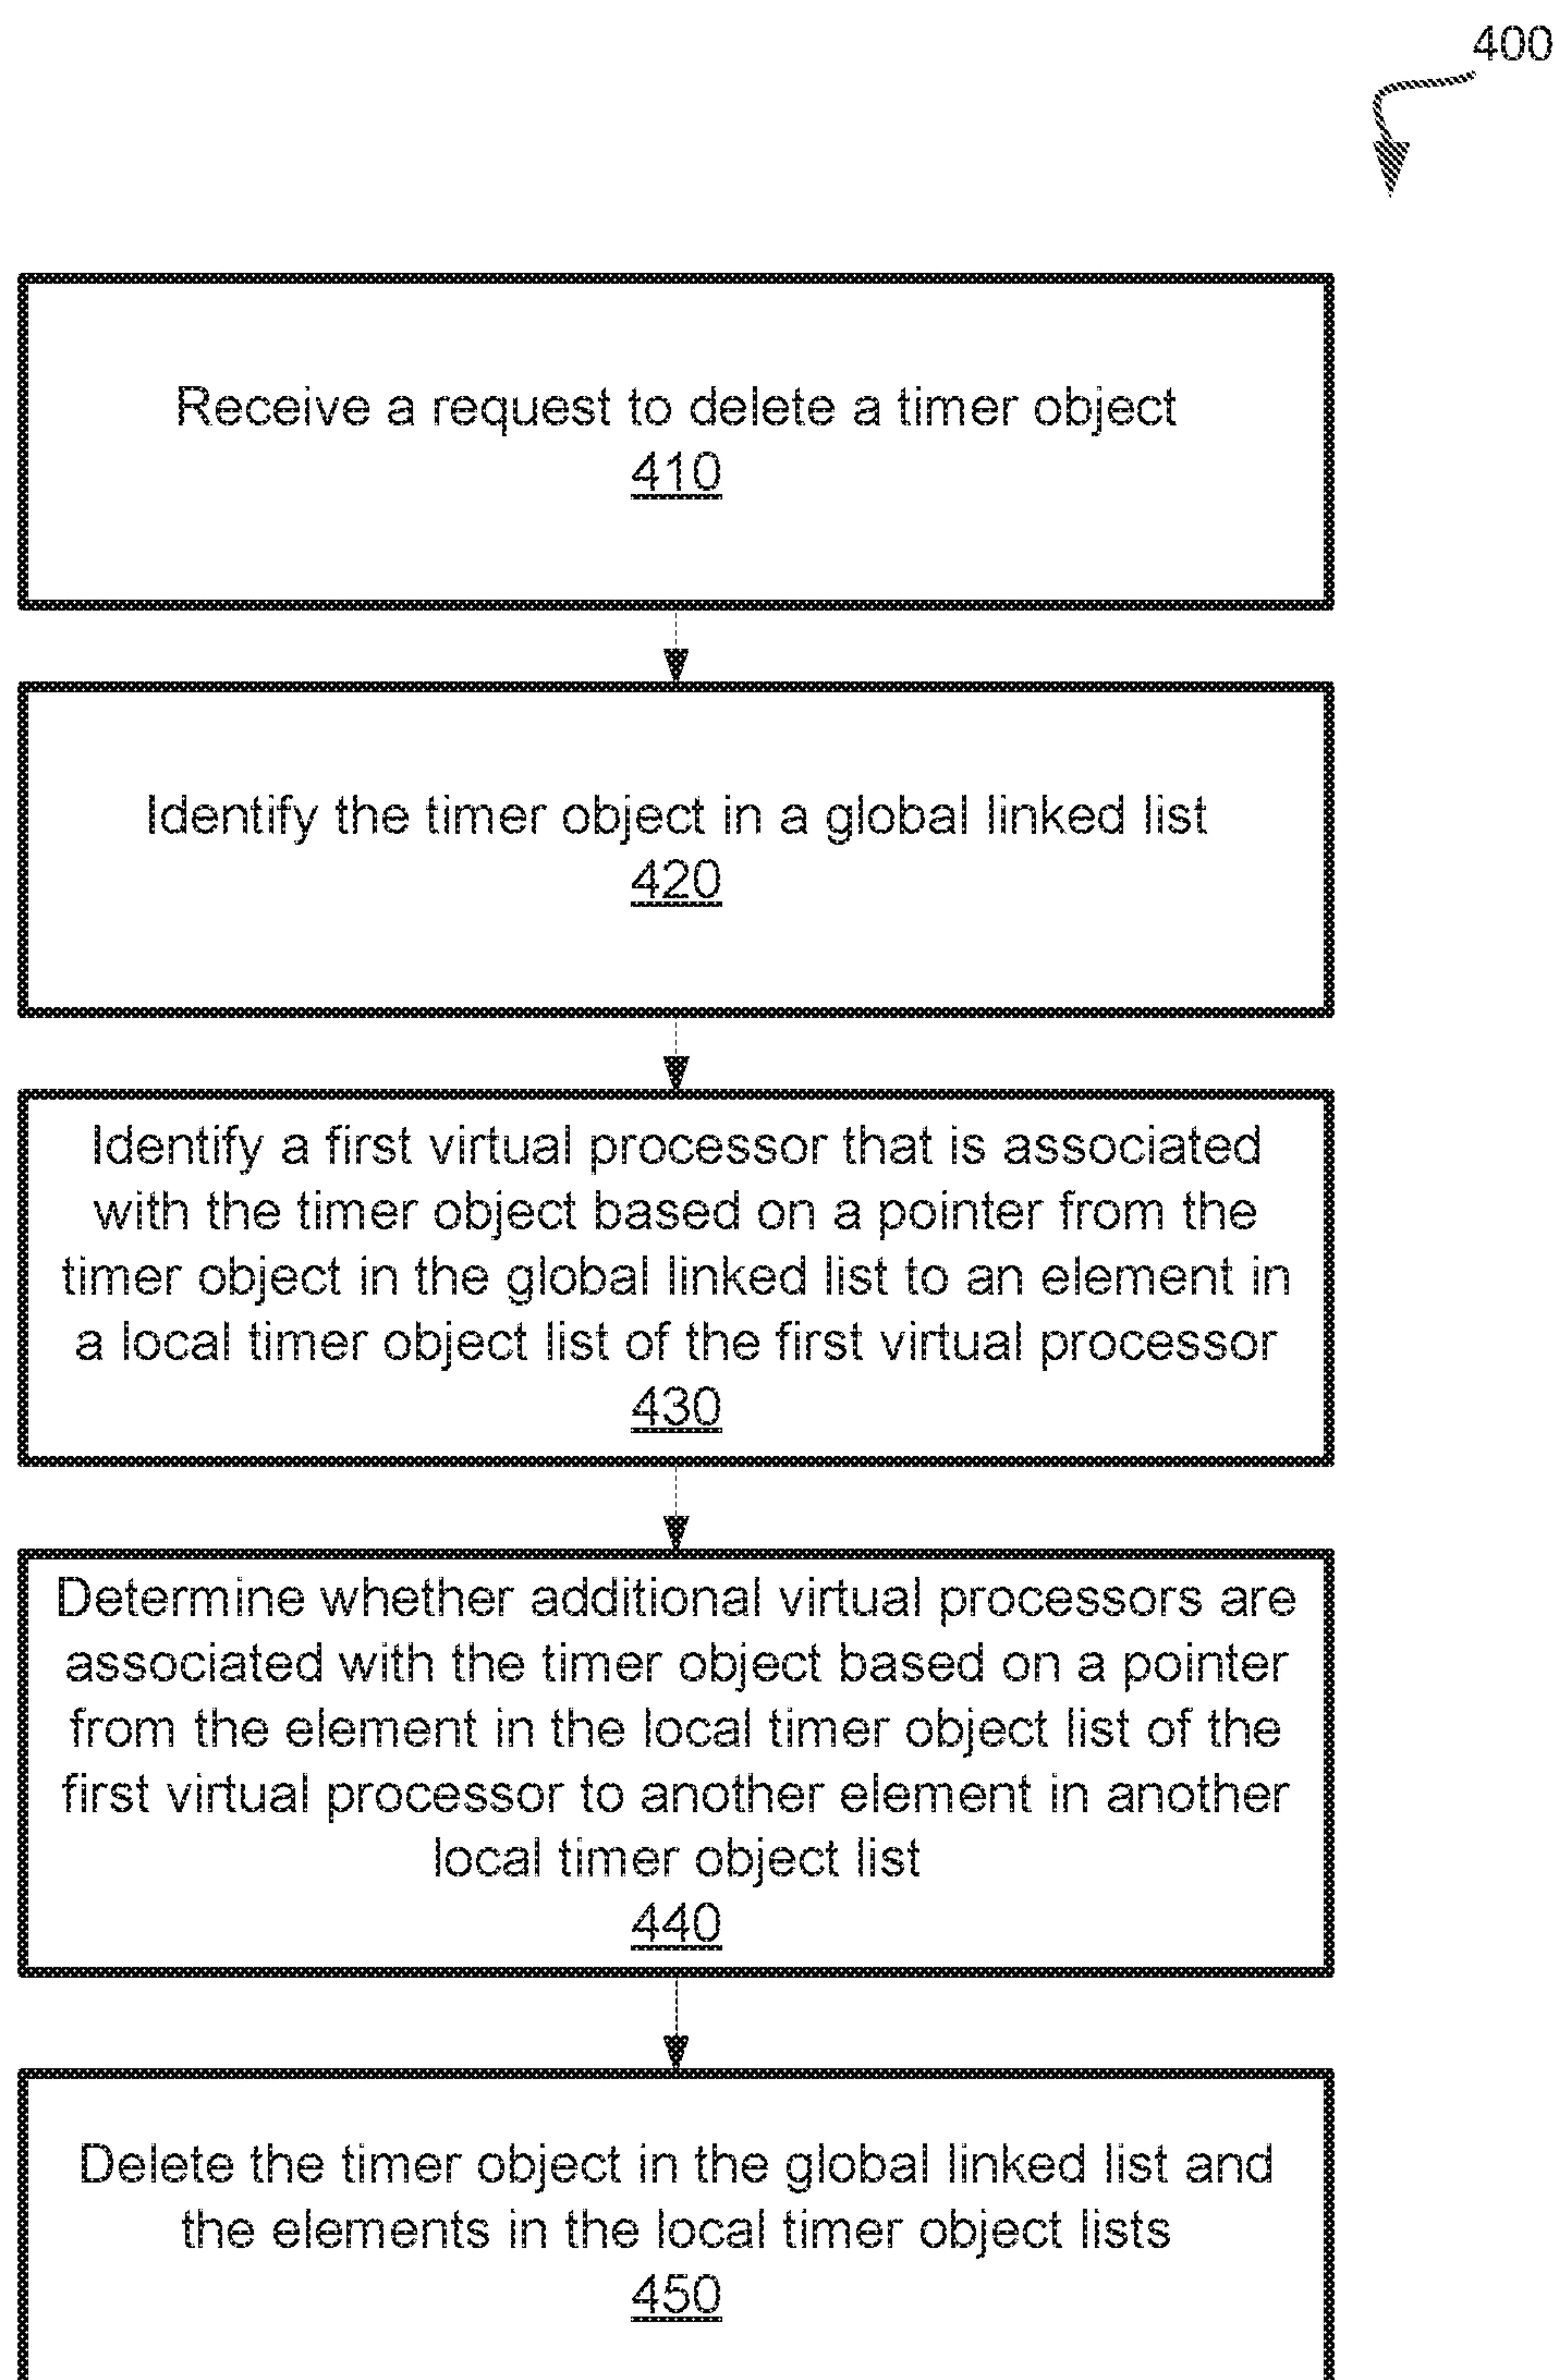 400
Receive a request to delete a timer object
410
Identify the timer object in a global linked list
420
Identify a first virtual processor that is associated
with the timer object based on a pointer from the
timer object in the global linked list to an element in
a local timer object list of the first virtual processor
430
Determine whether additional virtual processors are
associated with the timer object based on a pointer
from the element in the local timer object list of the
first virtual processor to another element in another
local timer object list
440
Delete the timer object in the global linked list and
the elements in the local timer object lists
450